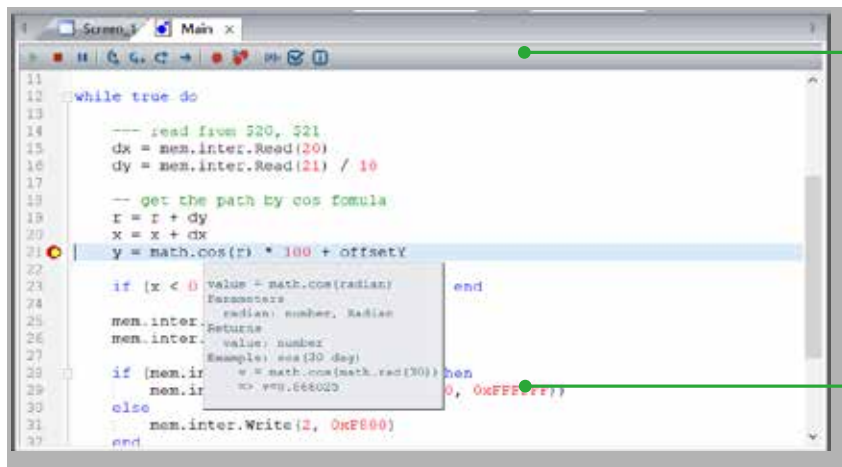 Screen_1 Main ×
11
12 while true do
13
14 --- read from $20, $21
15 dx = mem.inter.Read(20)
16 dy = mem.inter.Read(21) / 10
17
18 -- get the path by cos fomula
19 r = r + dy
20 x = x + dx
21 y = math.cos(r) * 100 + offsetY
22
23 if (x < 0 end
24
25 mem.inter.
26 mem.inter.
27
28 if (mem.in hen
29 mem.in 0, 0xFFFFFF))
30 else
31 mem.inter.Write(2, 0xF800)
32 end
value = math.cos(radian)
Parameters
radian: number, Radian
Returns
value: number
Example: cos(30 deg)
v = math.cos(math.rad(30))
=> v=0.866025